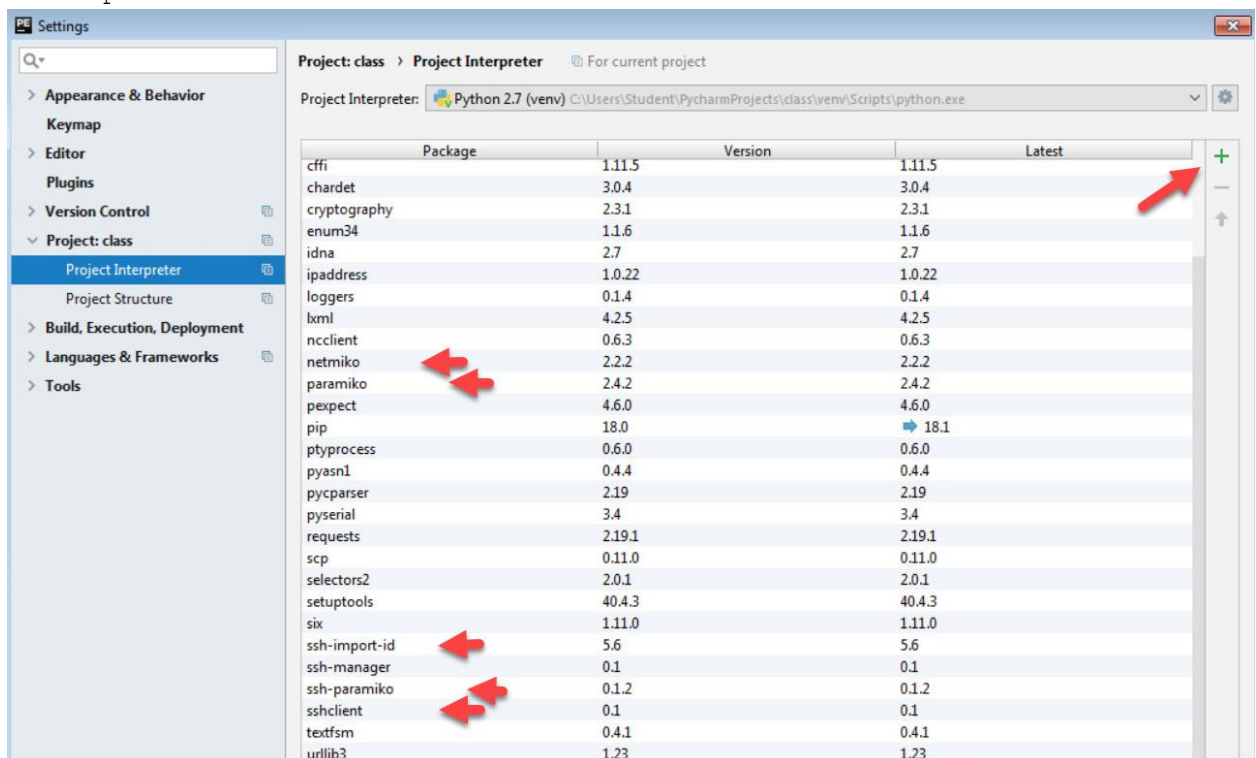 Settings
Project: class › Project Interpreter For current project
Project Interpreter: Python 2.7 (venv) C:\Users\Student\PycharmProjects\class\venv\Scripts\python.exe
Appearance & Behavior
Keymap
Editor
Plugins
Version Control
Project: class
Project Interpreter
Project Structure
Build, Execution, Deployment
Languages & Frameworks
Tools
Package Version Latest
cffi 1.11.5 1.11.5
chardet 3.0.4 3.0.4
cryptography 2.3.1 2.3.1
enum34 1.1.6 1.1.6
idna 2.7 2.7
ipaddress 1.0.22 1.0.22
loggers 0.1.4 0.1.4
lxml 4.2.5 4.2.5
ncclient 0.6.3 0.6.3
netmiko 2.2.2 2.2.2
paramiko 2.4.2 2.4.2
pexpect 4.6.0 4.6.0
pip 18.0 18.1
ptyprocess 0.6.0 0.6.0
pyasn1 0.4.4 0.4.4
pycparser 2.19 2.19
pyserial 3.4 3.4
requests 2.19.1 2.19.1
scp 0.11.0 0.11.0
selectors2 2.0.1 2.0.1
setuptools 40.4.3 40.4.3
six 1.11.0 1.11.0
ssh-import-id 5.6 5.6
ssh-manager 0.1 0.1
ssh-paramiko 0.1.2 0.1.2
sshclient 0.1 0.1
textfsm 0.4.1 0.4.1
urllib3 1.23 1.23